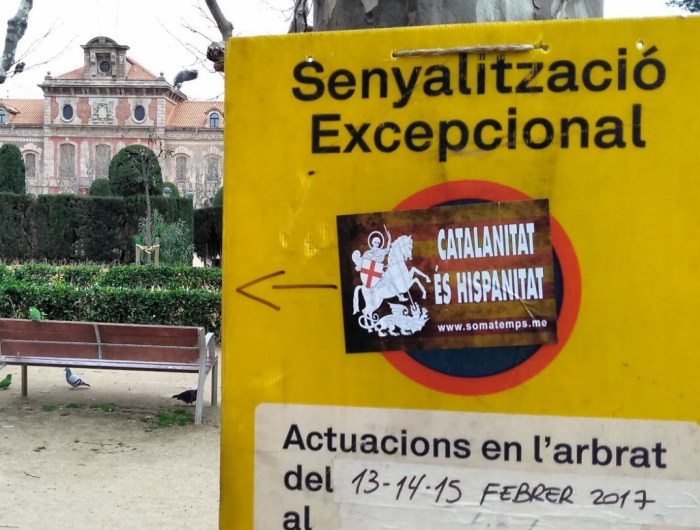 Senyalització
Excepcional
CATALANITAT
ÉS HISPANITAT
www.somatemps.me
Actuacions en l'arbrat
del 13-14-15 FEBRER 2017
al